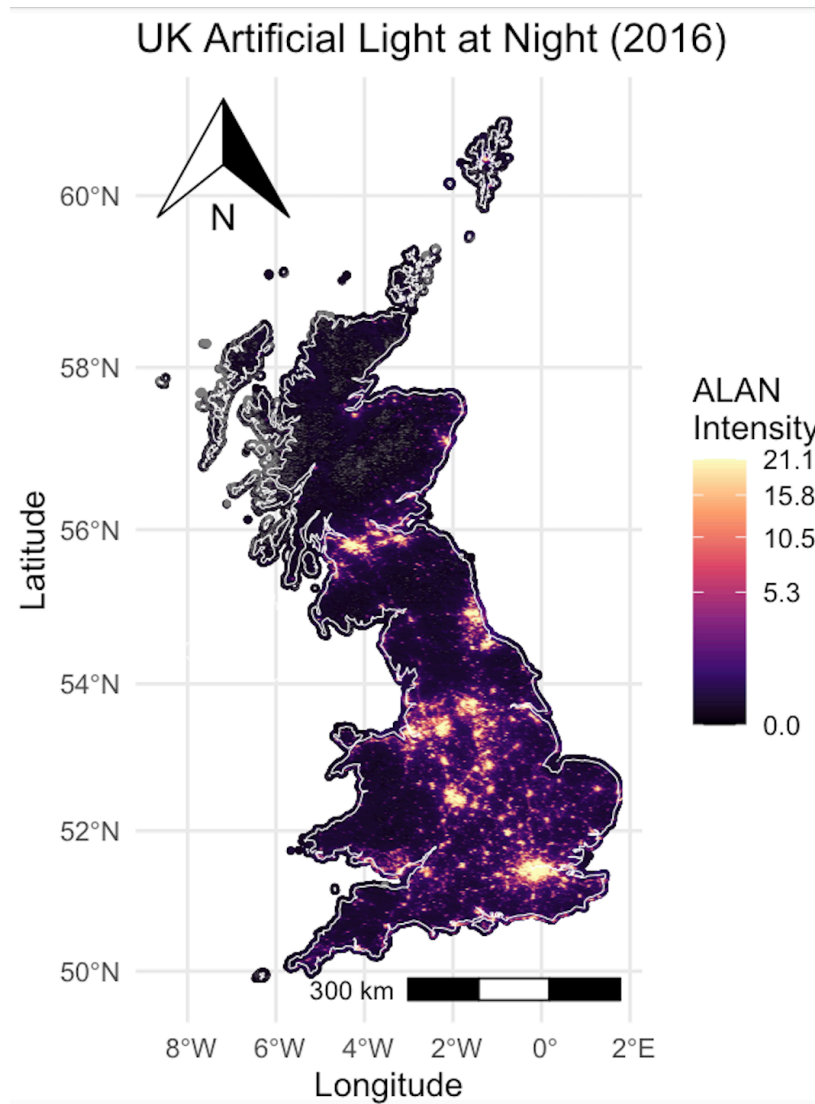 UK Artificial Light at Night (2016)
N
60°N
58°N
56°N
54°N
52°N
50°N
Latitude
ALAN
Intensity
21.1
15.8
10.5
5.3
0.0
300 km
8°W 6°W 4°W 2°W 0° 2°E
Longitude